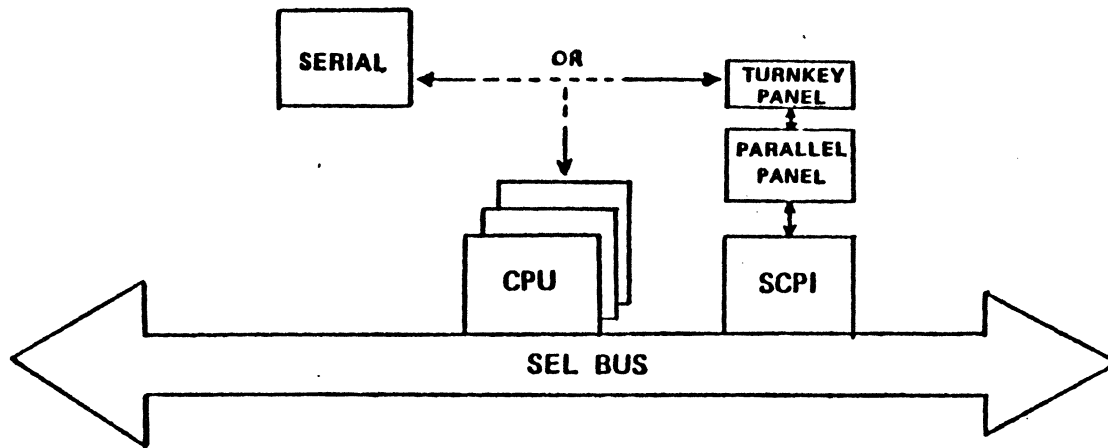 SERIAL
OR
TURNKEY
PANEL
PARALLEL
PANEL
CPU
SCPI
SEL BUS